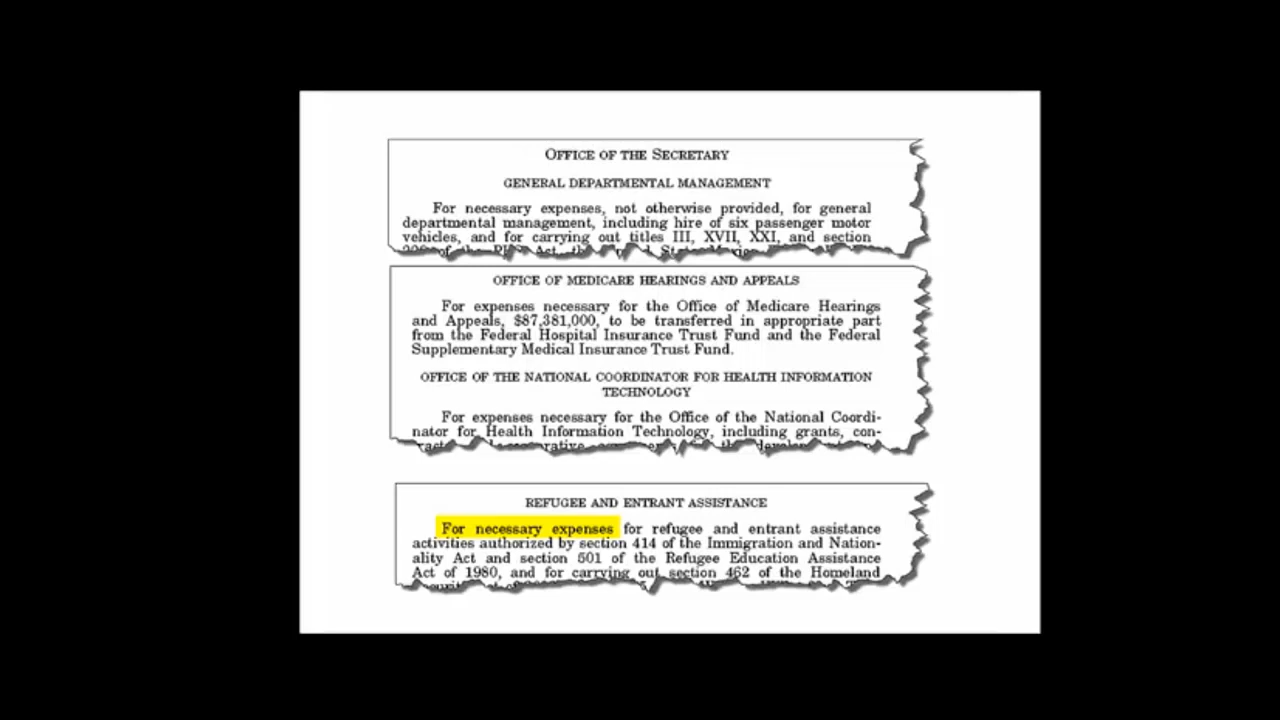 OFFICE OF THE SECRETARY
GENERAL DEPARTMENTAL MANAGEMENT
For necessary expenses, not otherwise provided, for general
departmental management, including hire of six passenger motor
vehicles, and for carrying out titles III, XVII, XXI, and section
OFFICE OF MEDICARE HEARINGS AND APPEALS
For expenses necessary for the Office of Medicare Hearings
and Appeals, $87,381,000, to be transferred in appropriate part
from the Federal Hospital Insurance Trust Fund and the Federal
Supplementary Medical Insurance Trust Fund.
OFFICE OF THE NATIONAL COORDINATOR FOR HEALTH INFORMATION
TECHNOLOGY
For expenses necessary for the Office of the National Coordi-
nator for Health Information Technology, including grants, con-
REFUGEE AND ENTRANT ASSISTANCE
For necessary expenses for refugee and entrant assistance
activities authorized by section 414 of the Immigration and Nation-
ality Act and section 501 of the Refugee Education Assistance
Act of 1980, and for carrying out section 462 of the Homeland